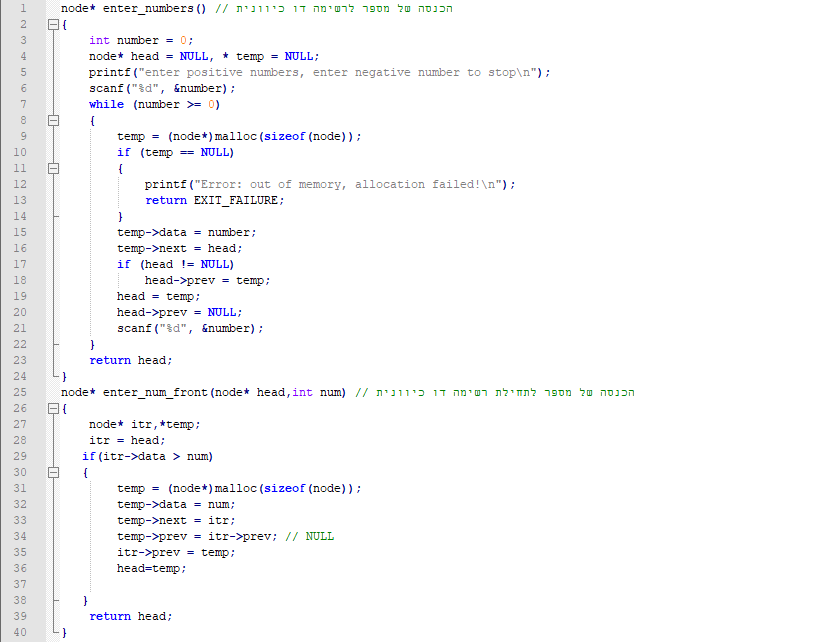 1 node* enter_numbers() // הכנסה של מספר לרשימה דו כיוונית
2 {
3 int number = 0;
4 node* head = NULL, * temp = NULL;
5 printf("enter positive numbers, enter negative number to stop\n");
6 scanf("%d", &number);
7 while (number >= 0)
8 {
9 temp = (node*)malloc(sizeof(node));
10 if (temp == NULL)
11 {
12 printf("Error: out of memory, allocation failed!\n");
13 return EXIT_FAILURE;
14 }
15 temp->data = number;
16 temp->next = head;
17 if (head != NULL)
18 head->prev = temp;
19 head = temp;
20 head->prev = NULL;
21 scanf("%d", &number);
22 }
23 return head;
24 }
25 node* enter_num_front(node* head,int num) // הכנסה של מספר לתחילת רשימה דו כיוונית
26 {
27 node* itr,*temp;
28 itr = head;
29 if(itr->data > num)
30 {
31 temp = (node*)malloc(sizeof(node));
32 temp->data = num;
33 temp->next = itr;
34 temp->prev = itr->prev; // NULL
35 itr->prev = temp;
36 head=temp;
37
38 }
39 return head;
40 }